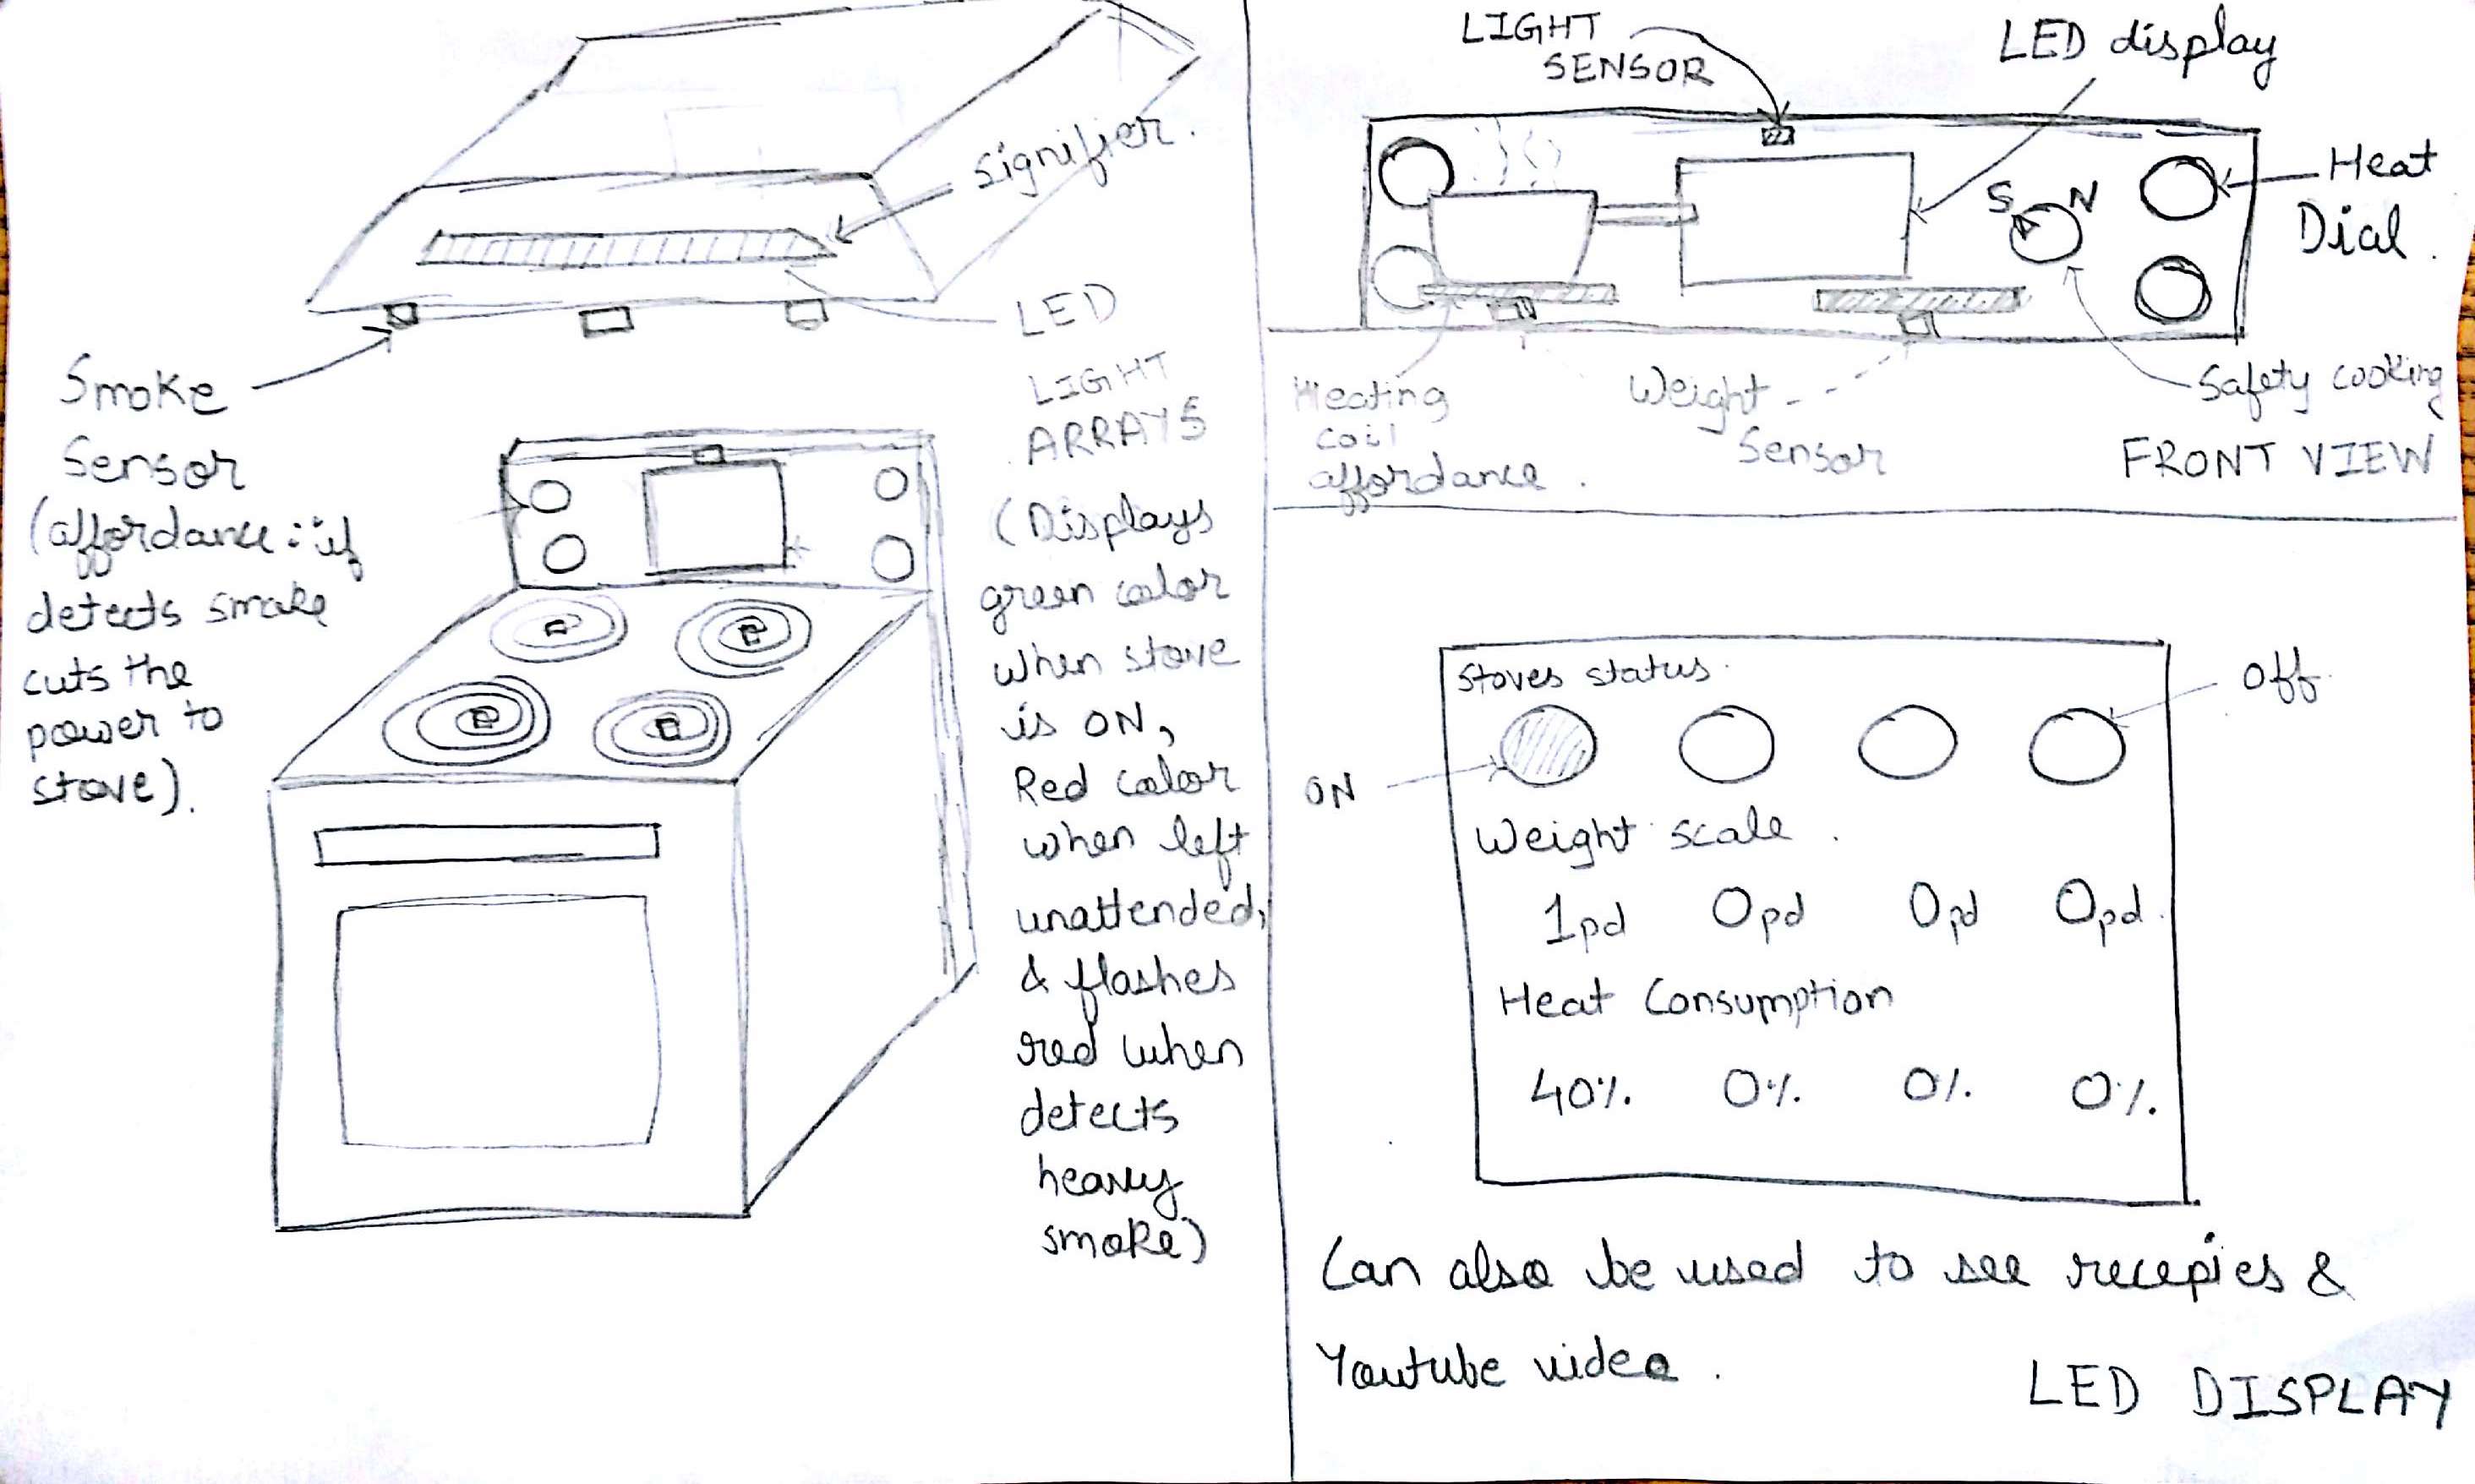 Signifier.
Smoke
Sensor
(affordance: if
detects smoke
cuts the
power to
stove).
LED
LIGHT
ARRAYS
(Displays
green color
when stove
is ON,
Red color
when left
unattended,
& flashes
red when
detects
heavy
smoke)
LIGHT
SENSOR
LED display
Heat
Dial.
S N
Heating
coil
affordance.
Weight
Sensor
Safety cooking
FRONT VIEW
Stoves status.
Off
ON
Weight scale.
1pd 0pd 0pd 0pd.
Heat Consumption
40% 0% 0% 0%
Can also be used to see recepies &
Youtube video.
LED DISPLAY